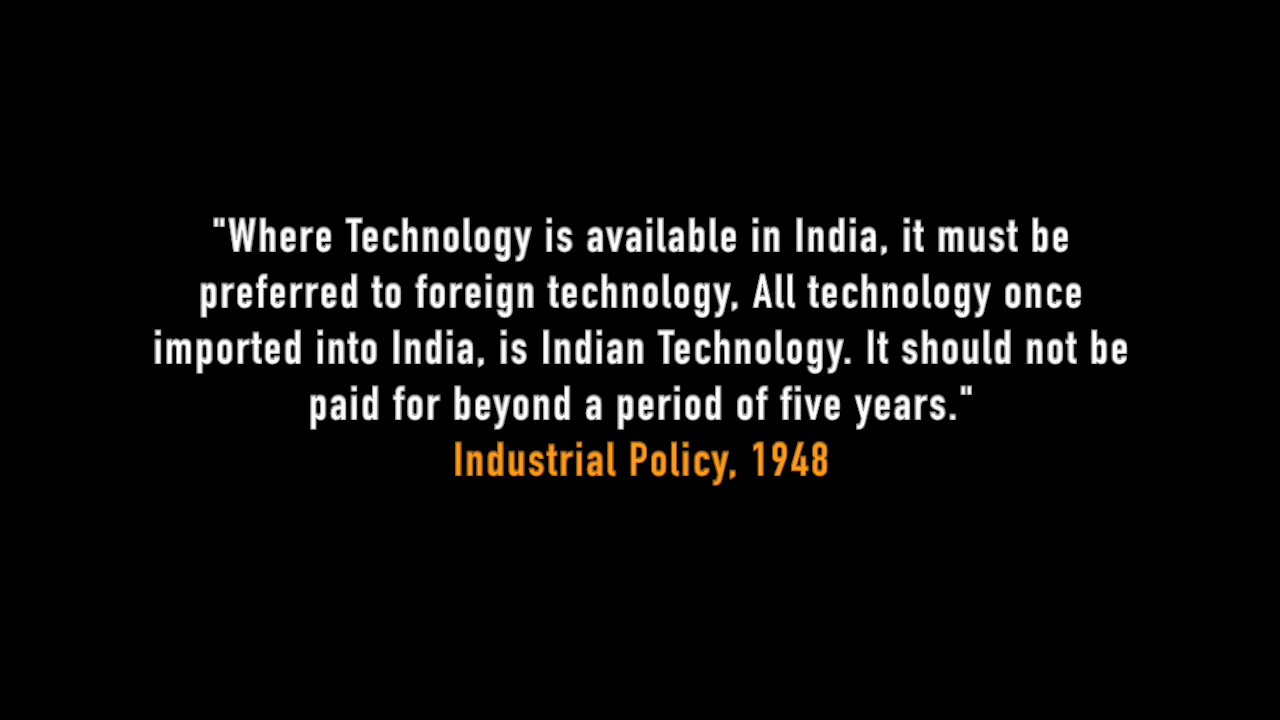 "Where Technology is available in India, it must be
preferred to foreign technology, All technology once
imported into India, is Indian Technology. It should not be
paid for beyond a period of five years."
Industrial Policy, 1948